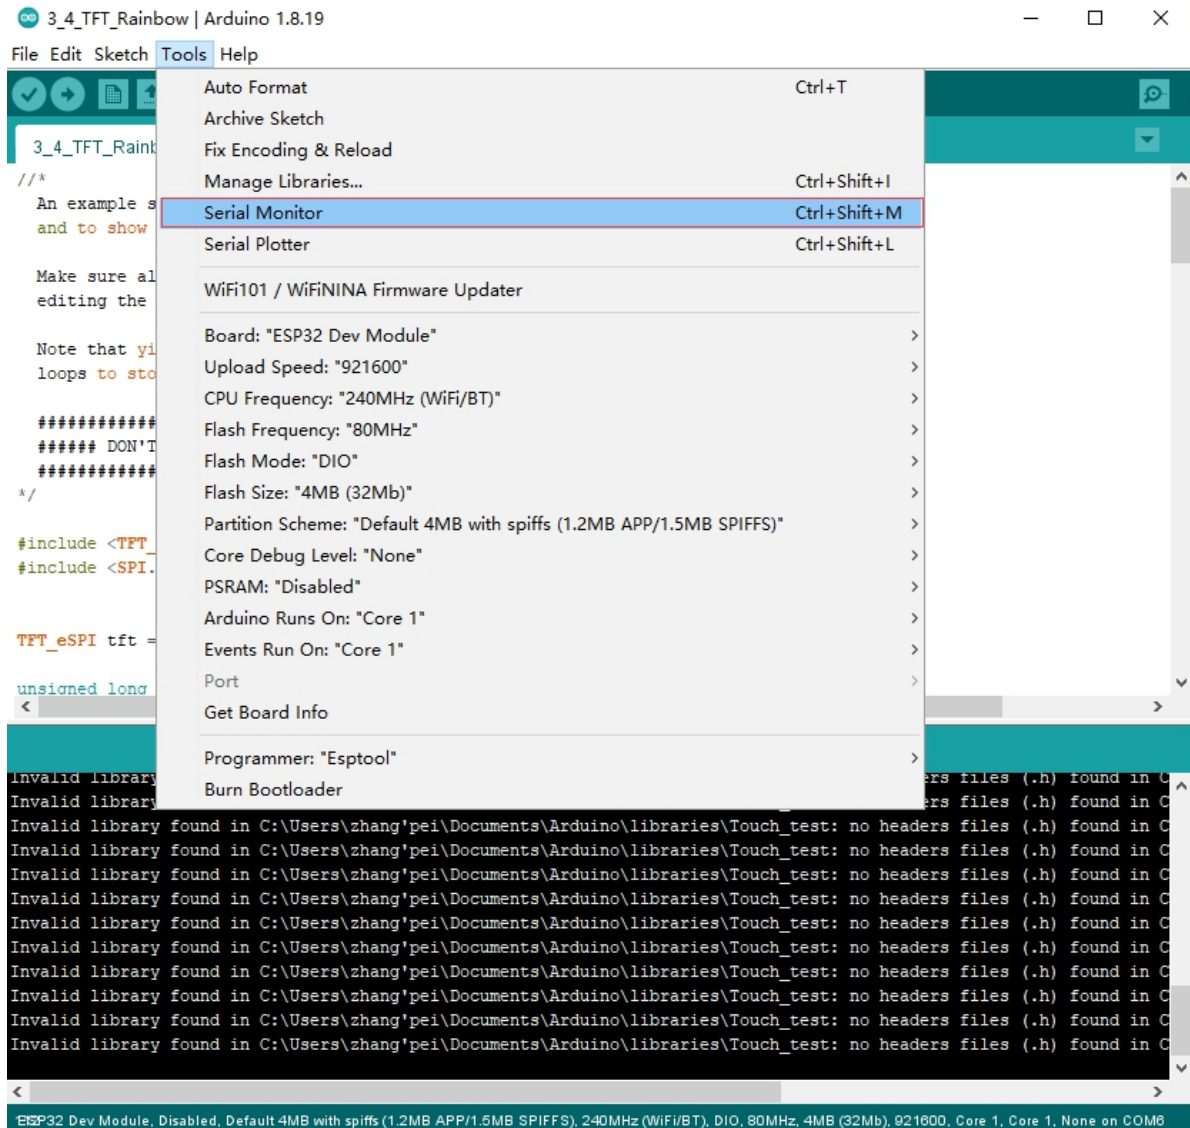 3_4_TFT_Rainbow | Arduino 1.8.19
File Edit Sketch Tools Help
Auto Format Ctrl+T
Archive Sketch
3_4_TFT_Rainb
Fix Encoding & Reload
//*
Manage Libraries... Ctrl+Shift+I
An example s
Serial Monitor Ctrl+Shift+M
and to show
Serial Plotter Ctrl+Shift+L
Make sure al
WiFi101 / WiFiNINA Firmware Updater
editing the
Board: "ESP32 Dev Module"
Note that yi
Upload Speed: "921600"
loops to sto
CPU Frequency: "240MHz (WiFi/BT)"
############
Flash Frequency: "80MHz"
###### DON'T
Flash Mode: "DIO"
############
*/
Flash Size: "4MB (32Mb)"
Partition Scheme: "Default 4MB with spiffs (1.2MB APP/1.5MB SPIFFS)"
#include <TFT_
Core Debug Level: "None"
#include <SPI.
PSRAM: "Disabled"
Arduino Runs On: "Core 1"
TFT_eSPI tft =
Events Run On: "Core 1"
Port
unsigned long
Get Board Info
Programmer: "Esptool"
Burn Bootloader
Invalid library ers files (.h) found in C
Invalid library ers files (.h) found in C
Invalid library found in C:\Users\zhang'pei\Documents\Arduino\libraries\Touch_test: no headers files (.h) found in C
Invalid library found in C:\Users\zhang'pei\Documents\Arduino\libraries\Touch_test: no headers files (.h) found in C
Invalid library found in C:\Users\zhang'pei\Documents\Arduino\libraries\Touch_test: no headers files (.h) found in C
Invalid library found in C:\Users\zhang'pei\Documents\Arduino\libraries\Touch_test: no headers files (.h) found in C
Invalid library found in C:\Users\zhang'pei\Documents\Arduino\libraries\Touch_test: no headers files (.h) found in C
Invalid library found in C:\Users\zhang'pei\Documents\Arduino\libraries\Touch_test: no headers files (.h) found in C
Invalid library found in C:\Users\zhang'pei\Documents\Arduino\libraries\Touch_test: no headers files (.h) found in C
Invalid library found in C:\Users\zhang'pei\Documents\Arduino\libraries\Touch_test: no headers files (.h) found in C
Invalid library found in C:\Users\zhang'pei\Documents\Arduino\libraries\Touch_test: no headers files (.h) found in C
Invalid library found in C:\Users\zhang'pei\Documents\Arduino\libraries\Touch_test: no headers files (.h) found in C
Dev Module, Disabled, Default 4MB with spiffs (1.2MB APP/1.5MB SPIFFS), 240MHz (WiFi/BT), DIO, 80MHz, 4MB (32Mb), 921600, Core 1, Core 1, None on COM6